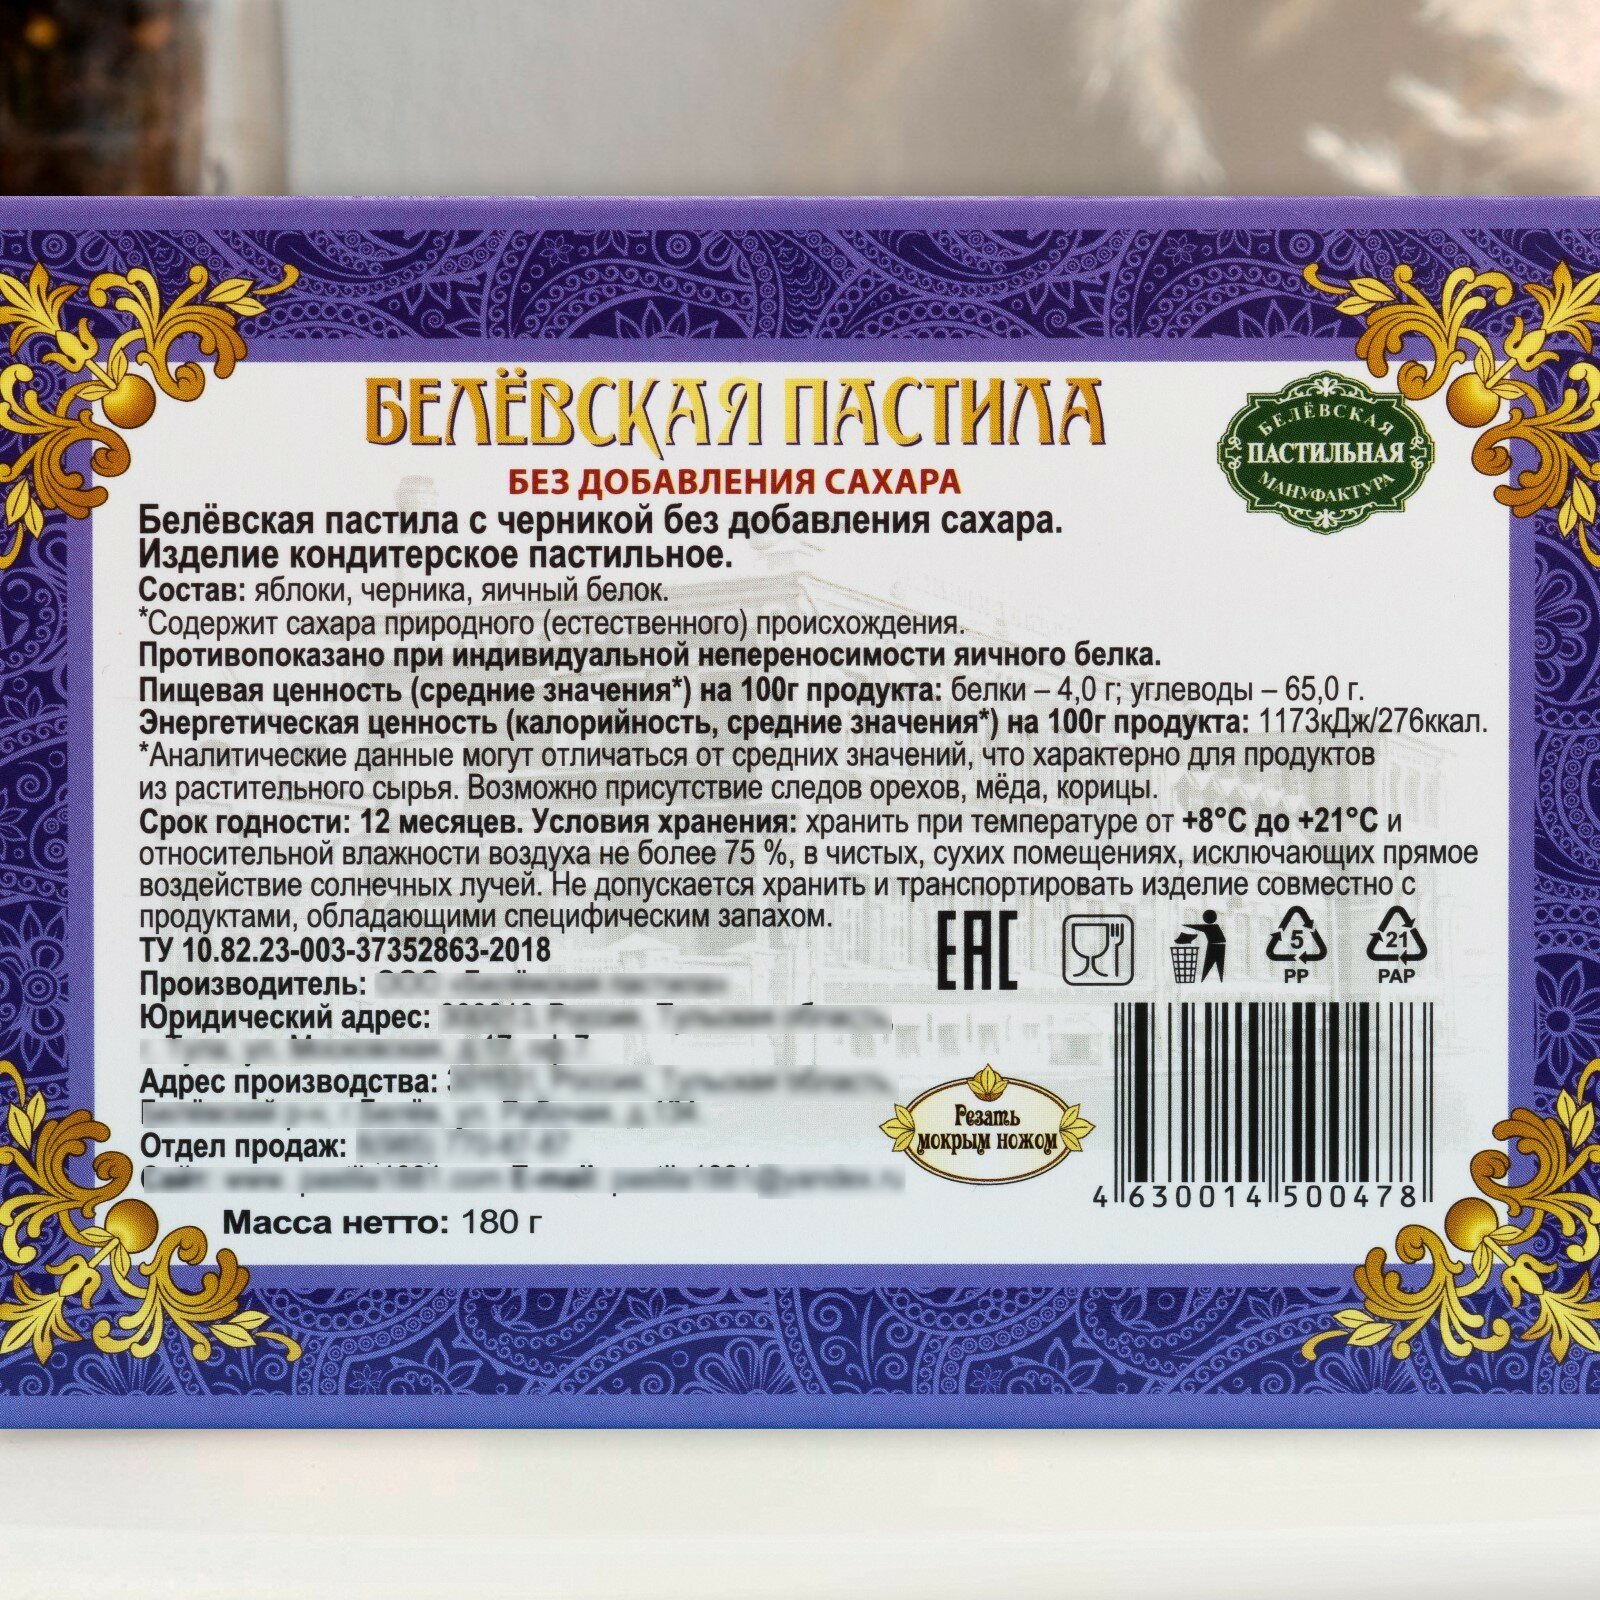 БЕЛЁВСКАЯ ПАСТИЛА
БЕЗ ДОБАВЛЕНИЯ САХАРА
БЕЛЁВСКАЯ
ПАСТИЛЬНАЯ
МАНУФАКТУРА
Белёвская пастила с черникой без добавления сахара.
Изделие кондитерское пастильное.
Состав: яблоки, черника, яичный белок.
*Содержит сахара природного (естественного) происхождения.
Противопоказано при индивидуальной непереносимости яичного белка.
Пищевая ценность (средние значения*) на 100г продукта: белки – 4,0 г; углеводы – 65,0 г.
Энергетическая ценность (калорийность, средние значения*) на 100г продукта: 1173кДж/276ккал.
*Аналитические данные могут отличаться от средних значений, что характерно для продуктов
из растительного сырья. Возможно присутствие следов орехов, мёда, корицы.
Срок годности: 12 месяцев. Условия хранения: хранить при температуре от +8°С до +21°С и
относительной влажности воздуха не более 75 %, в чистых, сухих помещениях, исключающих прямое
воздействие солнечных лучей. Не допускается хранить и транспортировать изделие совместно с
продуктами, обладающими специфическим запахом.
ТУ 10.82.23-003-37352863-2018
Производитель:
Юридический адрес:
Адрес производства:
Отдел продаж:
Масса нетто: 180 г
EAC
5
PP
21
PAP
Резать
мокрым ножом
4 630014 500478